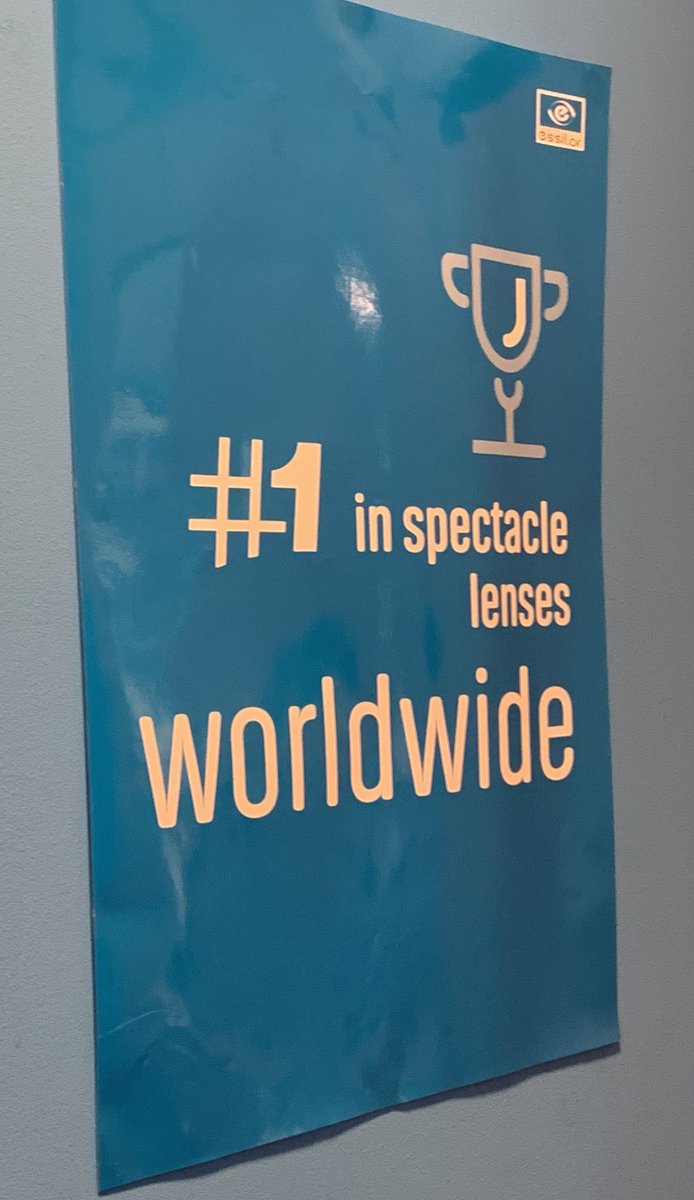 essilor
#1 in spectacle
lenses
worldwide